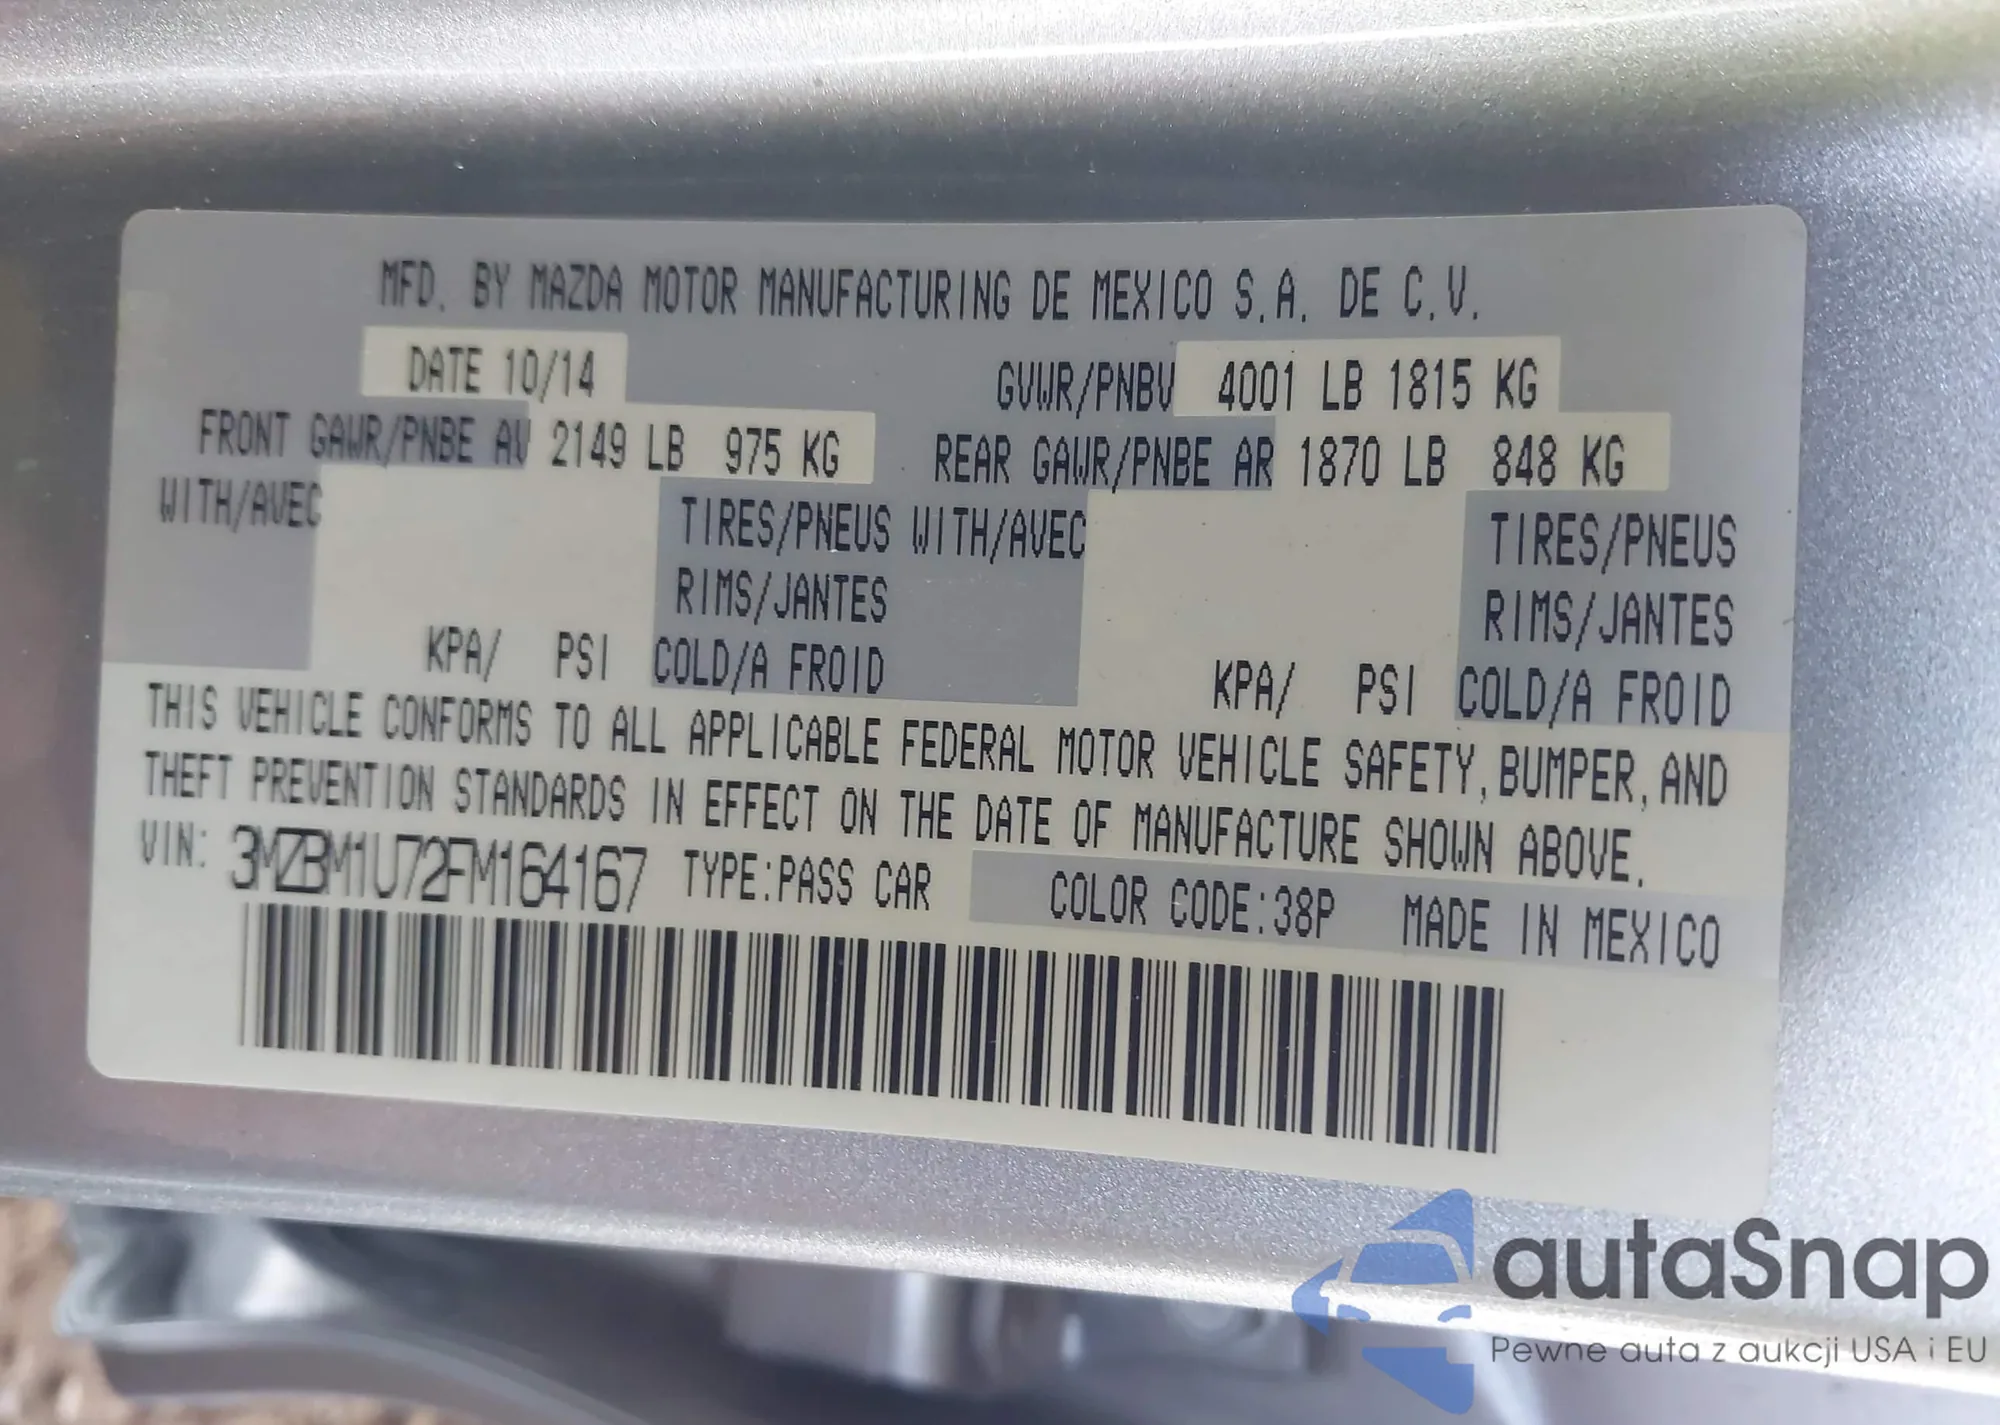 MFD. BY MAZDA MOTOR MANUFACTURING DE MEXICO S.A. DE C.V.
DATE 10/14 GVWR/PNBV 4001 LB 1815 KG
FRONT GAWR/PNBE AV 2149 LB 975 KG REAR GAWR/PNBE AR 1870 LB 848 KG
WITH/AVEC TIRES/PNEUS WITH/AVEC TIRES/PNEUS
RIMS/JANTES RIMS/JANTES
KPA/ PSI COLD/A FROID KPA/ PSI COLD/A FROID
THIS VEHICLE CONFORMS TO ALL APPLICABLE FEDERAL MOTOR VEHICLE SAFETY, BUMPER, AND
THEFT PREVENTION STANDARDS IN EFFECT ON THE DATE OF MANUFACTURE SHOWN ABOVE.
VIN: 3MZBM1U72FM164167 TYPE:PASS CAR COLOR CODE:38P MADE IN MEXICO
autaSnap
Pewne auta z aukcji USA i EU